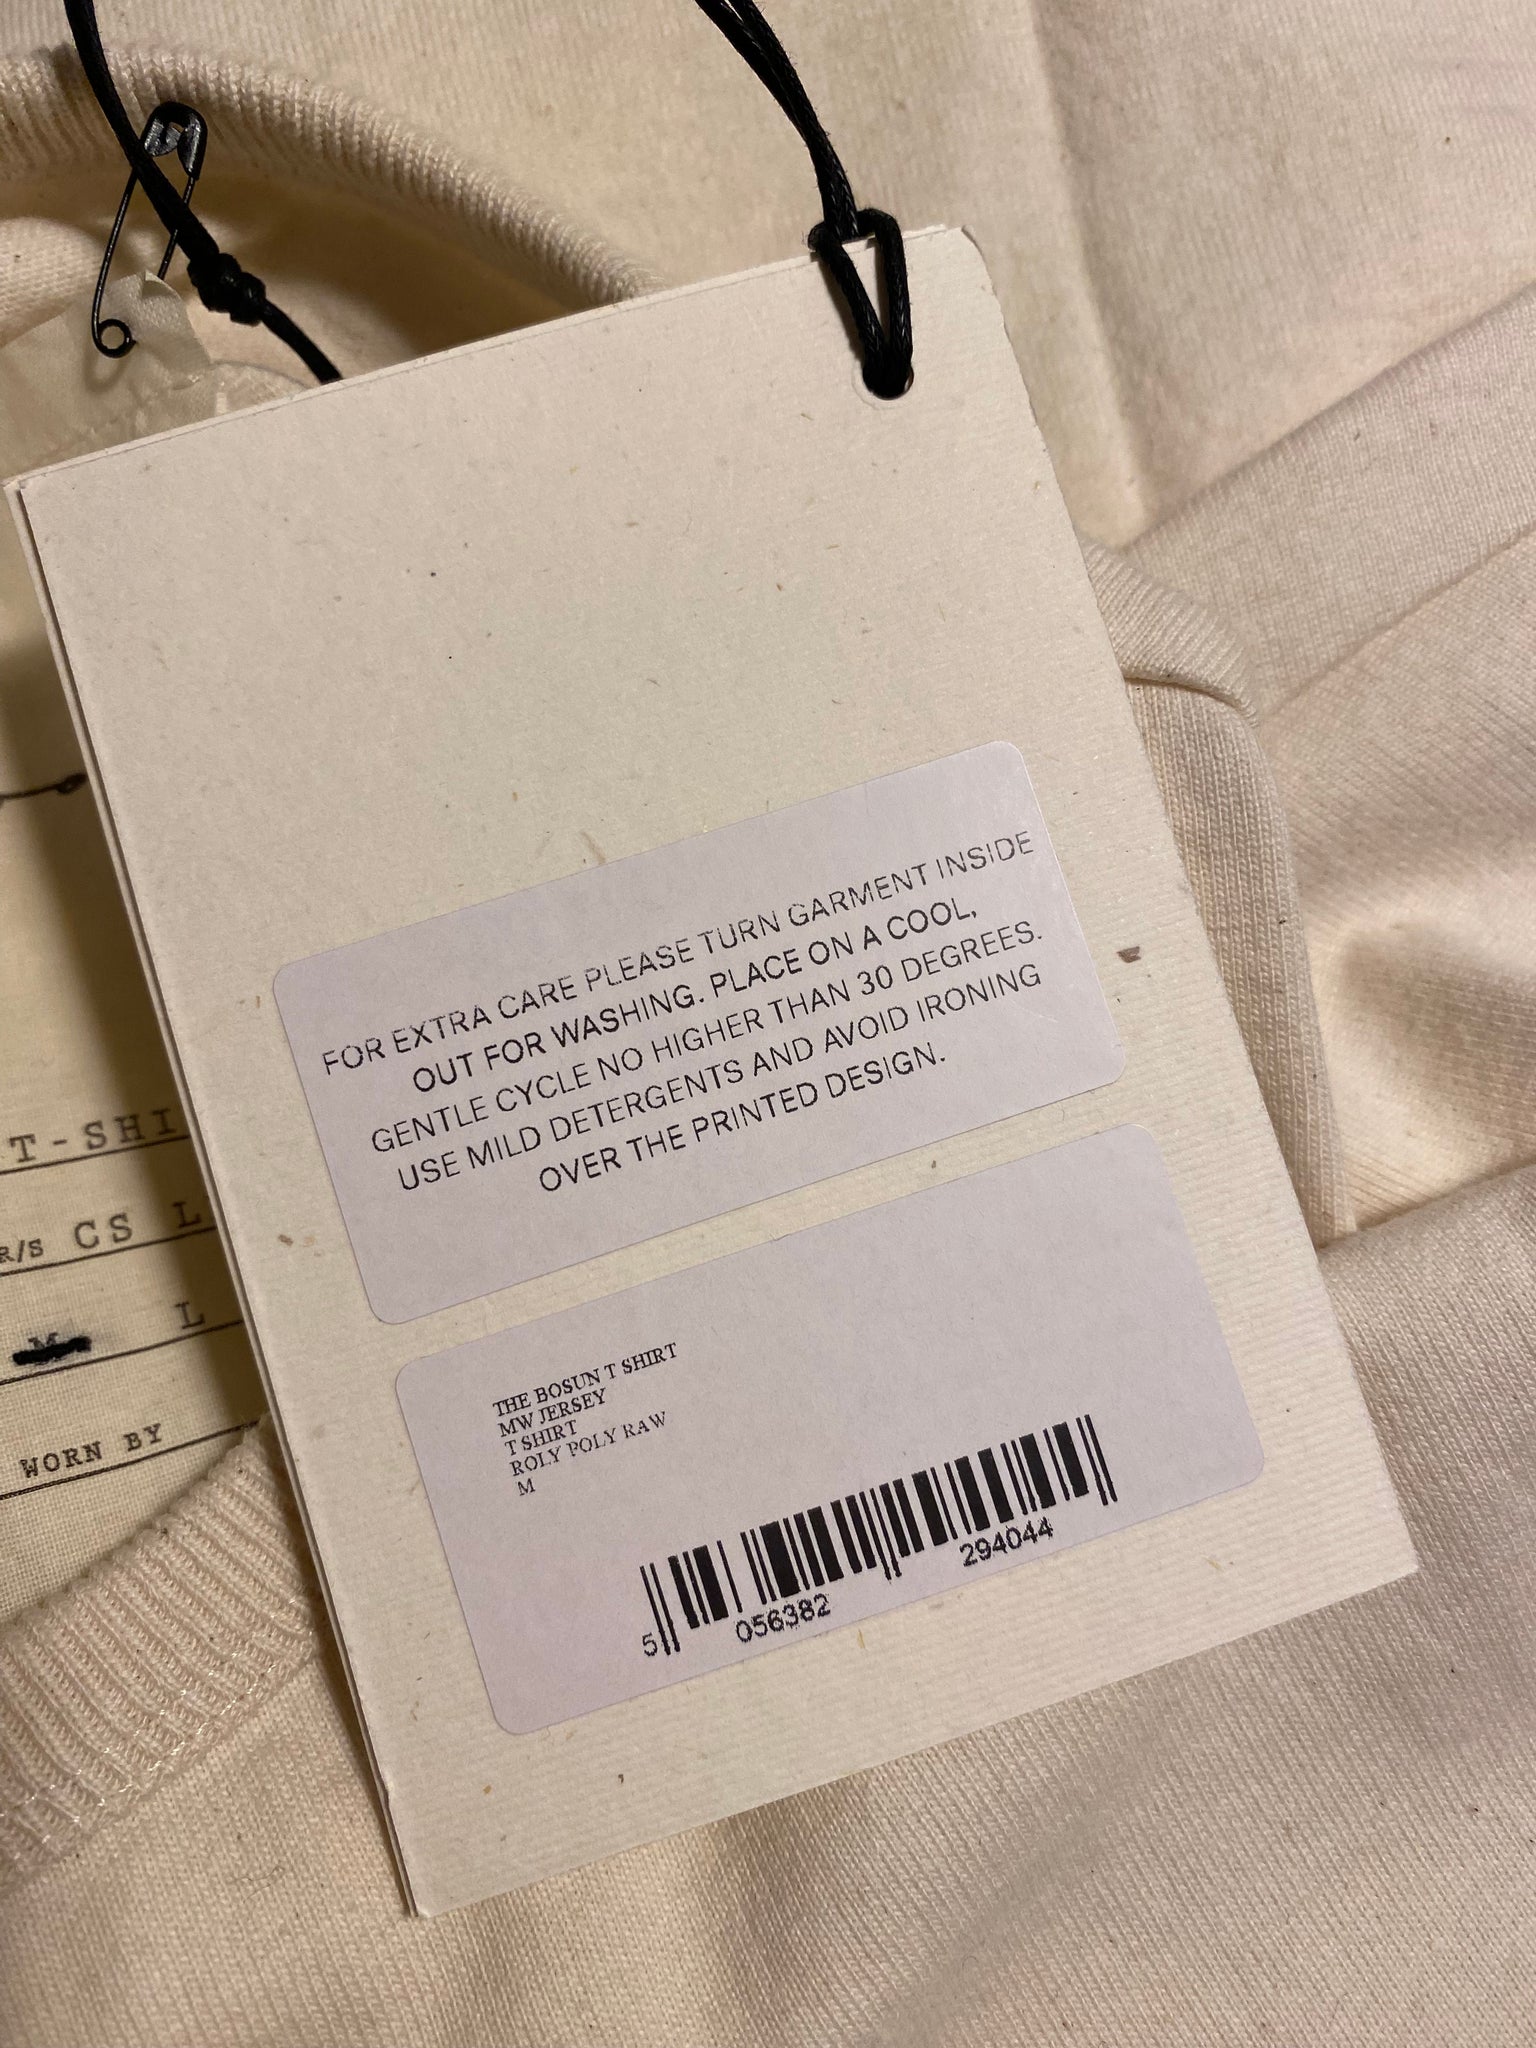 FOR EXTRA CARE PLEASE TURN GARMENT INSIDE
OUT FOR WASHING. PLACE ON A COOL,
GENTLE CYCLE NO HIGHER THAN 30 DEGREES.
USE MILD DETERGENTS AND AVOID IRONING
OVER THE PRINTED DESIGN.
THE BOSUN T SHIRT
MW JERSEY
T SHIRT
ROLY POLY RAW
M
5 056382 294044
T-SHI
R/S CS L
M L
WORN BY